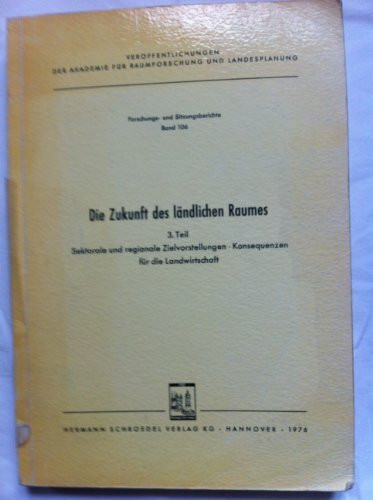 VERÖFFENTLICHUNGEN
DER AKADEMIE FÜR RAUMFORSCHUNG UND LANDESPLANUNG
Forschungs- und Sitzungsberichte
Band 106
Die Zukunft des ländlichen Raumes
3. Teil
Sektorale und regionale Zielvorstellungen · Konsequenzen
für die Landwirtschaft
HERMANN SCHROEDEL VERLAG KG · HANNOVER · 1976